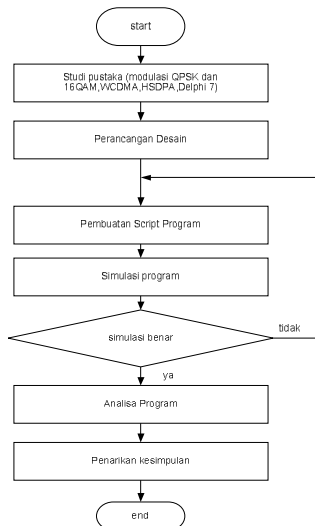 start
Studi pustaka (modulasi QPSK dan
16QAM,WCDMA,HSDPA,Delphi 7)
Perancangan Desain
Pembuatan Script Program
Simulasi program
simulasi benar
tidak
ya
Analisa Program
Penarikan kesimpulan
end